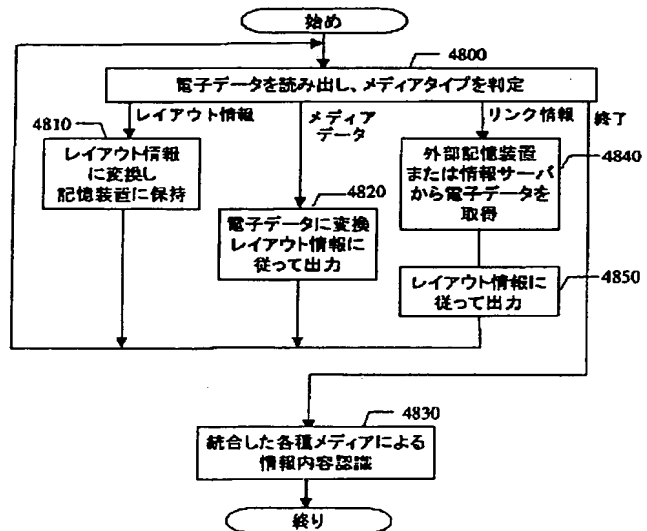 始め
4800
電子データを読み出し、メディアタイプを判定
レイアウト情報
メディア
データ
リンク情報
終了
4810
レイアウト情報
に変換し
記憶装置に保持
4820
電子データに変換
レイアウト情報に
従って出力
外部記憶装置
または情報サーバ
から電子データを
取得
4840
レイアウト情報に
従って出力
4850
4830
統合した各種メディアによる
情報内容認識
終り